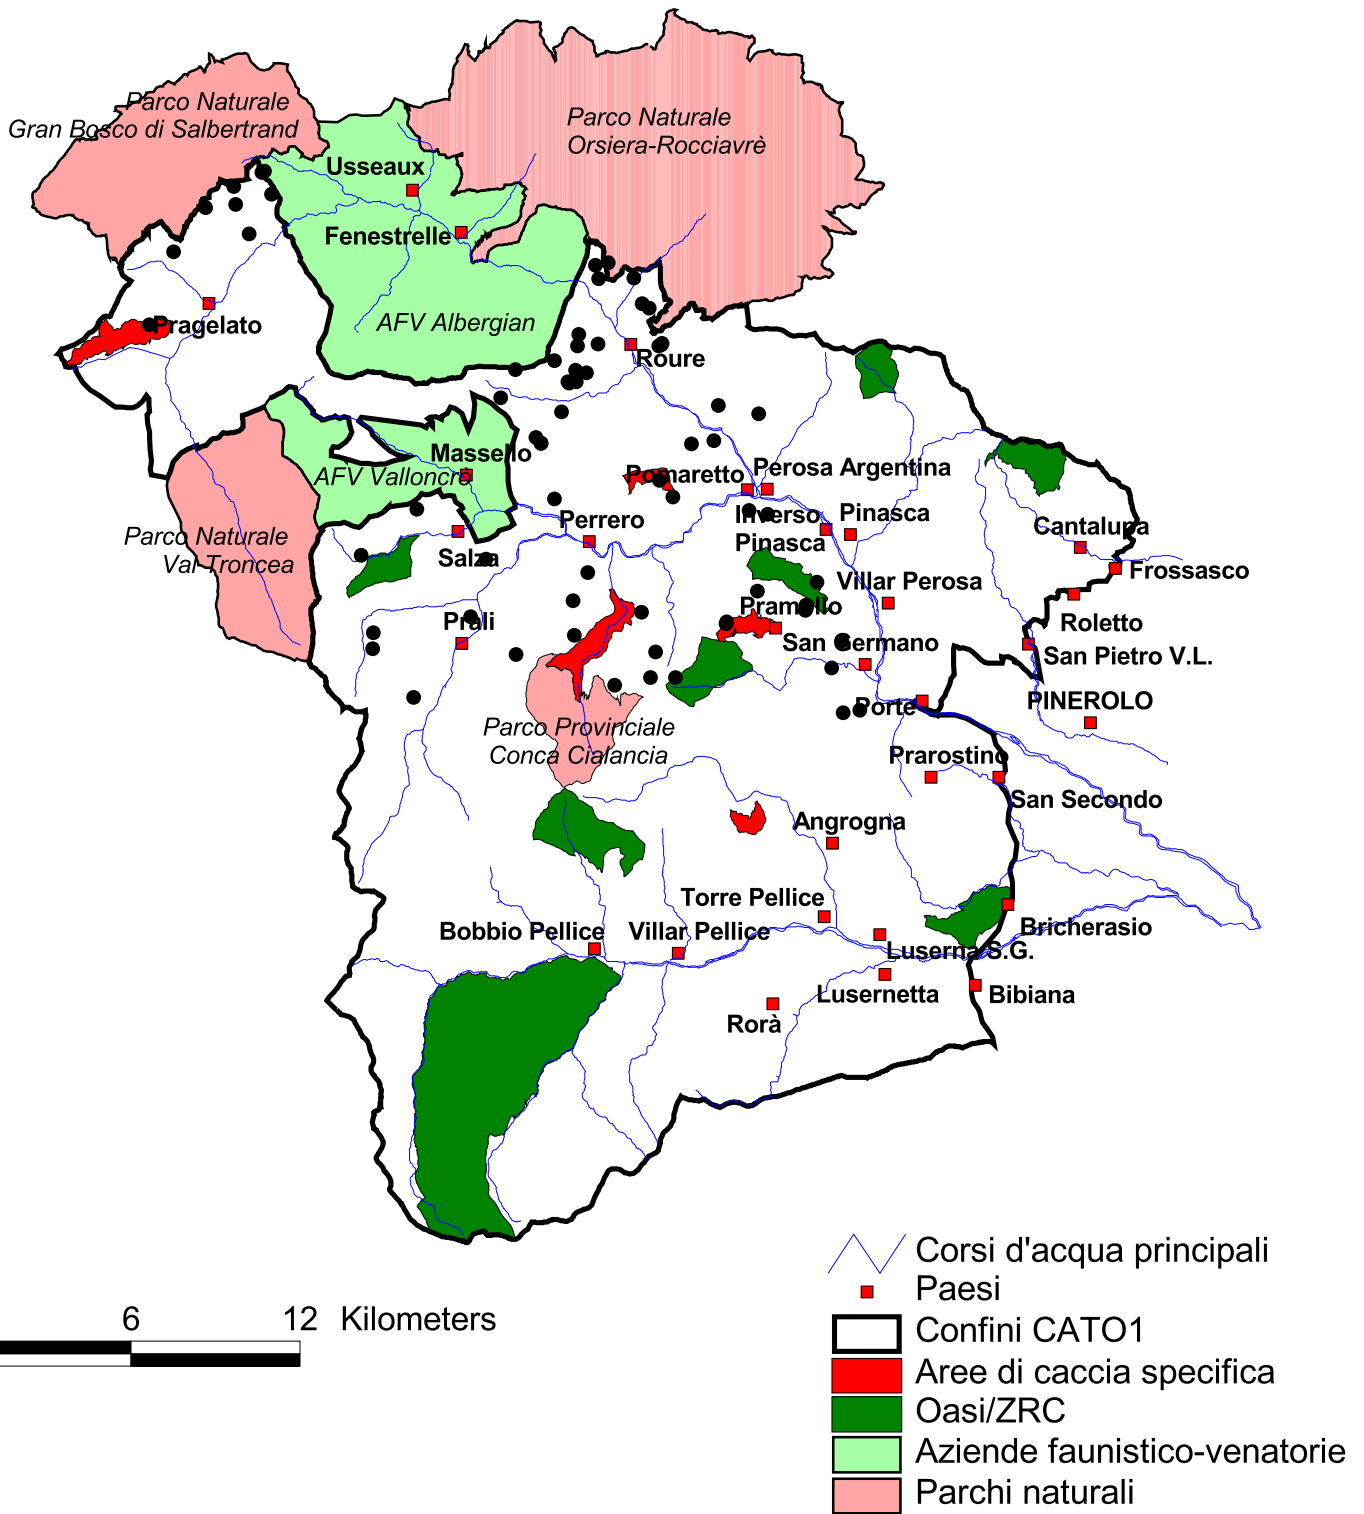 Parco Naturale
Gran Bosco di Salbertrand
Parco Naturale
Orsiera-Rocciavrè
Usseaux
Fenestrelle
AFV Albergian
Pragelato
Roure
Massello
AFV Valloncrò
Pomaretto
Perosa Argentina
Parco Naturale
Val Troncea
Perrero
Inverso
Pinasca
Pinasca
Cantalupa
Salza
Frossasco
Villar Perosa
Pramollo
Prali
Roletto
San Germano
San Pietro V.L.
Porte
PINEROLO
Parco Provinciale
Conca Cialancia
Prarostino
San Secondo
Angrogna
Torre Pellice
Bobbio Pellice
Villar Pellice
Bricherasio
Luserna S.G.
Lusernetta
Bibiana
Rorà
Corsi d'acqua principali
Paesi
6 12 Kilometers
Confini CATO1
Aree di caccia specifica
Oasi/ZRC
Aziende faunistico-venatorie
Parchi naturali